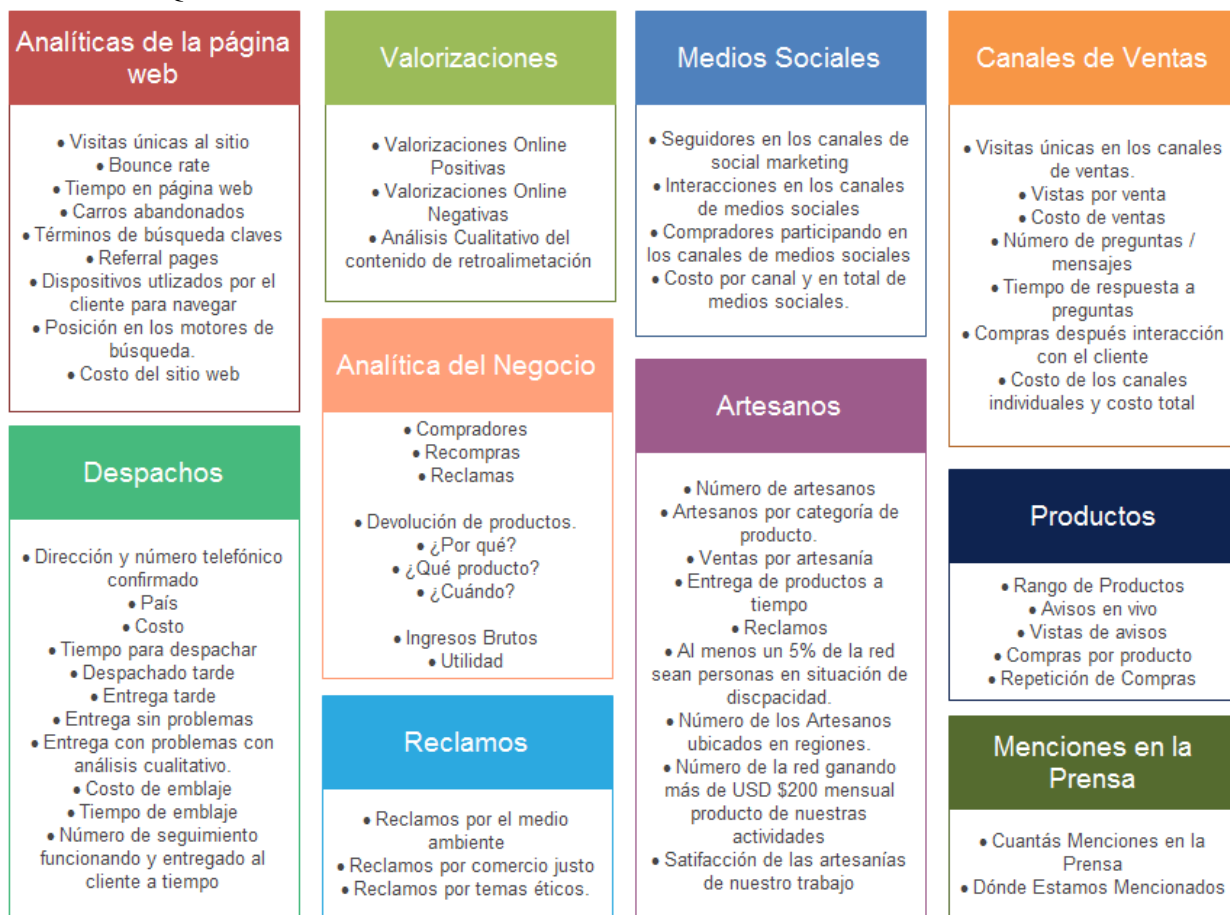 Analíticas de la página
web
• Visitas únicas al sitio
• Bounce rate
• Tiempo en página web
• Carros abandonados
• Términos de búsqueda claves
• Referral pages
• Dispositivos utlizados por el
cliente para navegar
• Posición en los motores de
búsqueda.
• Costo del sitio web
Despachos
• Dirección y número telefónico
confirmado
• País
• Costo
• Tiempo para despachar
• Despachado tarde
• Entrega tarde
• Entrega sin problemas
• Entrega con problemas con
análisis cualitativo.
• Costo de emblaje
• Tiempo de emblaje
• Número de seguimiento
funcionando y entregado al
cliente a tiempo
Valorizaciones
• Valorizaciones Online
Positivas
• Valorizaciones Online
Negativas
• Análisis Cualitativo del
contenido de retroalimetación
Analítica del Negocio
• Compradores
• Recompras
• Reclamas
• Devolución de productos.
• ¿Por qué?
• ¿Qué producto?
• ¿Cuándo?
• Ingresos Brutos
• Utilidad
Reclamos
• Reclamos por el medio
ambiente
• Reclamos por comercio justo
• Reclamos por temas éticos.
Medios Sociales
• Seguidores en los canales de
social marketing
• Interacciones en los canales
de medios sociales
• Compradores participando en
los canales de medios sociales
• Costo por canal y en total de
medios sociales.
Artesanos
• Número de artesanos
• Artesanos por categoría de
producto.
• Ventas por artesanía
• Entrega de productos a
tiempo
• Reclamos
• Al menos un 5% de la red
sean personas en situación de
discpacidad.
• Número de los Artesanos
ubicados en regiones.
• Número de la red ganando
más de USD $200 mensual
producto de nuestras
actividades
• Satifacción de las artesanías
de nuestro trabajo
Canales de Ventas
• Visitas únicas en los canales
de ventas.
• Vistas por venta
• Costo de ventas
• Número de preguntas /
mensajes
• Tiempo de respuesta a
preguntas
• Compras después interacción
con el cliente
• Costo de los canales
individuales y costo total
Productos
• Rango de Productos
• Avisos en vivo
• Vistas de avisos
• Compras por producto
• Repetición de Compras
Menciones en la
Prensa
• Cuantás Menciones en la
Prensa
• Dónde Estamos Mencionados